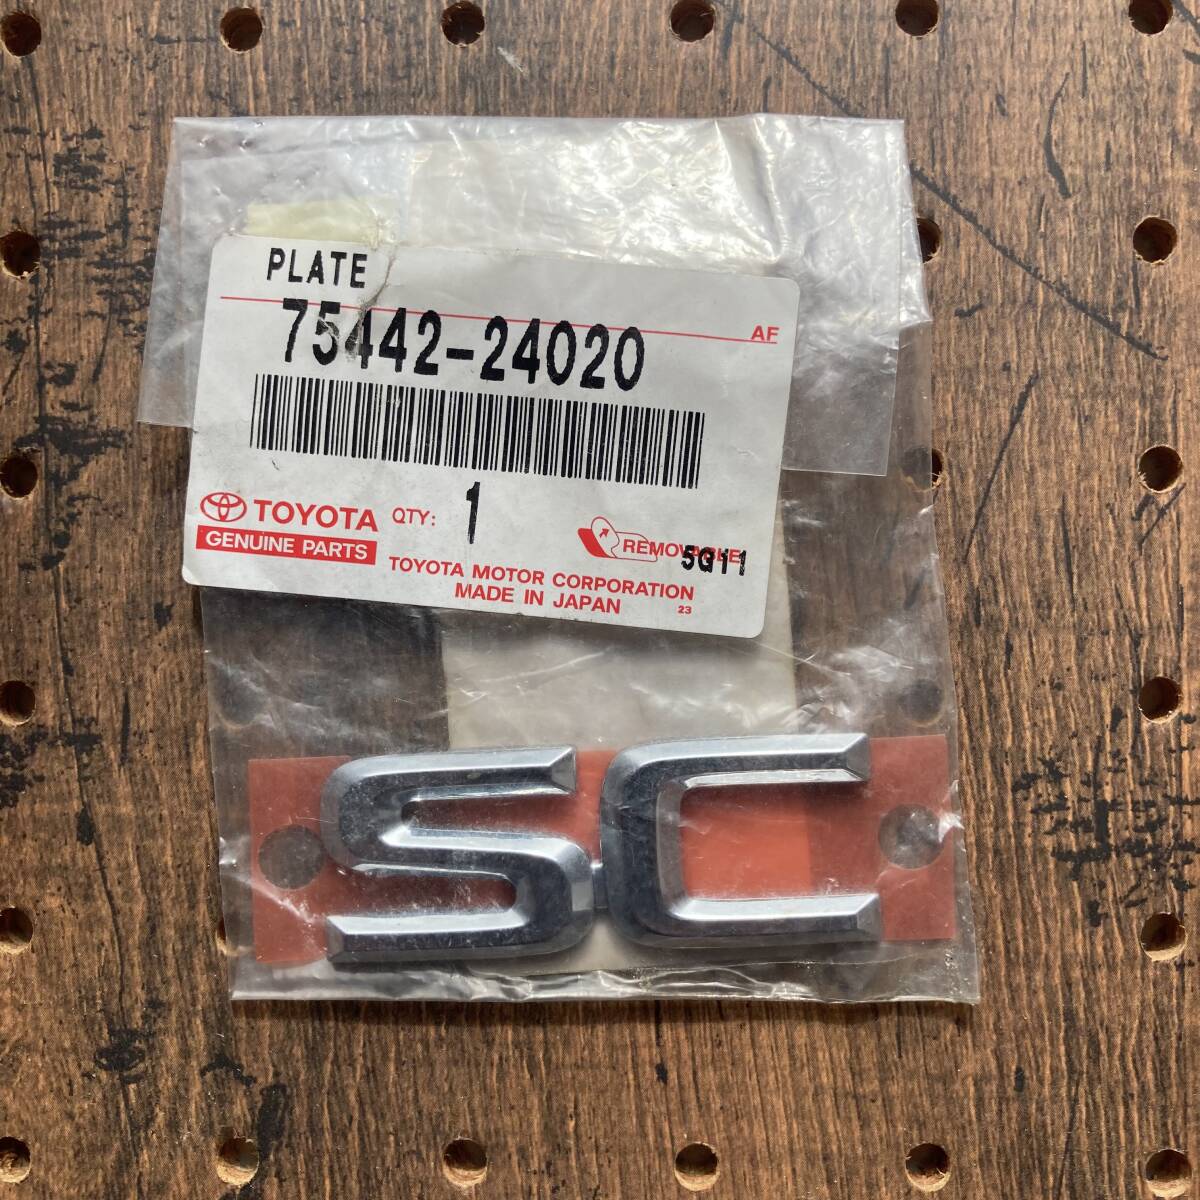 PLATE
AF
75442-24020
TOYOTA
GENUINE PARTS
QTY: 1
REMOVABLE
5G11
TOYOTA MOTOR CORPORATION
MADE IN JAPAN
23
SC